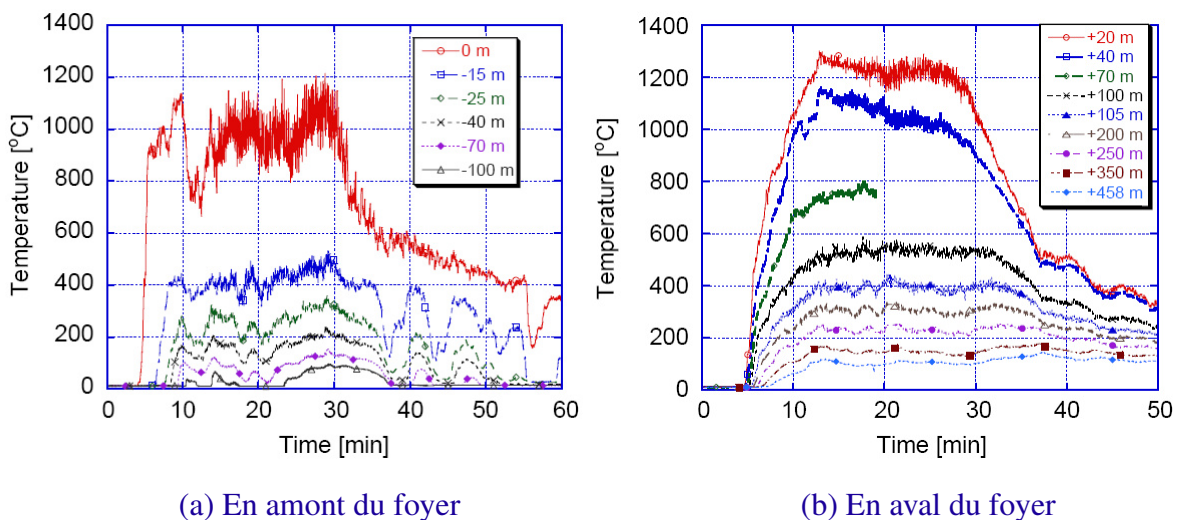 1400
1200
1000
800
600
400
200
0
Temperature [°C]
0 10 20 30 40 50 60
Time [min]
0 m
-15 m
-25 m
-40 m
-70 m
-100 m
(a) En amont du foyer
1400
1200
1000
800
600
400
200
0
Temperature [°C]
0 10 20 30 40 50
Time [min]
+20 m
+40 m
+70 m
+100 m
+105 m
+200 m
+250 m
+350 m
+458 m
(b) En aval du foyer